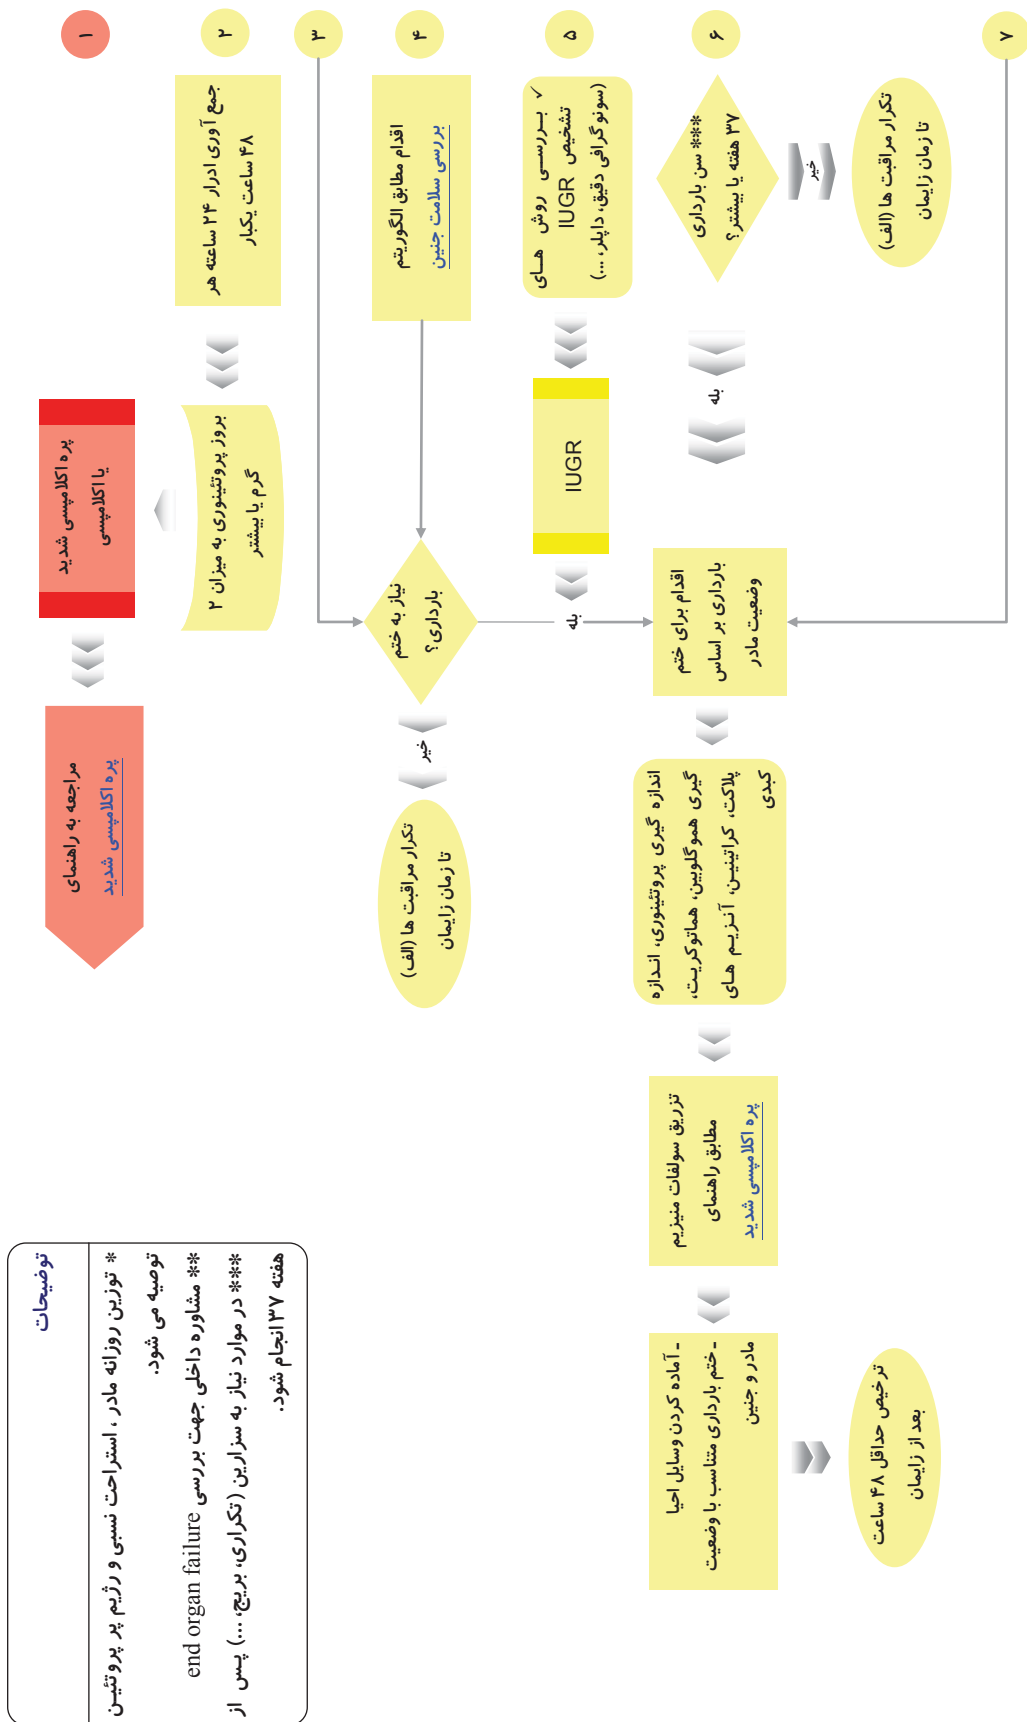 ۱
۲
۳
۴
۵
۶
۷
جمع آوری ادرار ۲۴ ساعته هر
۴۸ ساعت یکبار
بروز پروتئینوری به میزان ۲
گرم یا بیشتر
پره اکلامپسی شدید
یا اکلامپسی
مراجعه به راهنمای
پره اکلامپسی شدید
اقدام مطابق الگوریتم
بررسی سلامت جنین
نیاز به ختم
بارداری؟
خیر
تکرار مراقبت ها (الف)
تا زمان زایمان
بله
✓ بررسی روش های
تشخیص IUGR
(سونوگرافی دقیق، داپلر، ...)
IUGR
*** سن بارداری
۳۷ هفته یا بیشتر؟
خیر
تکرار مراقبت ها (الف)
تا زمان زایمان
بله
اقدام برای ختم
بارداری بر اساس
وضعیت مادر
اندازه گیری پروتئینوری، اندازه
گیری هموگلوبین، هماتوکریت،
پلاکت، کراتینین، آنزیم های
کبدی
تزریق سولفات منیزیم
مطابق راهنمای
پره اکلامپسی شدید
ـ آماده کردن وسایل احیا
ـ ختم بارداری متناسب با وضعیت
مادر و جنین
ترخیص حداقل ۴۸ ساعت
بعد از زایمان
توضیحات
* توزین روزانه مادر ، استراحت نسبی و رژیم پر پروتئین
توصیه می شود.
** مشاوره داخلی جهت بررسی end organ failure
*** در موارد نیاز به سزارین (تکراری، بریچ، ...) پس از
هفته ۳۷ انجام شود.